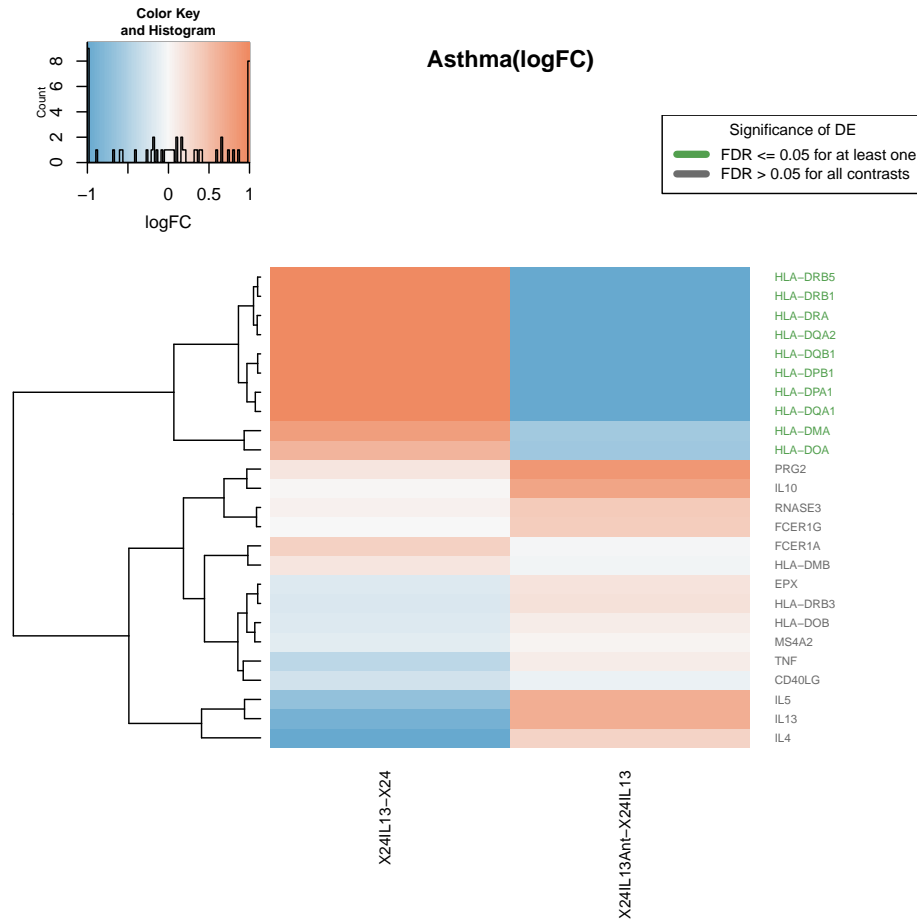 Color Key
and Histogram
Count
0
2
4
6
8
−1
0
0.5
1
logFC
Asthma(logFC)
Significance of DE
FDR <= 0.05 for at least one
FDR > 0.05 for all contrasts
HLA−DRB5
HLA−DRB1
HLA−DRA
HLA−DQA2
HLA−DQB1
HLA−DPB1
HLA−DPA1
HLA−DQA1
HLA−DMA
HLA−DOA
PRG2
IL10
RNASE3
FCER1G
FCER1A
HLA−DMB
EPX
HLA−DRB3
HLA−DOB
MS4A2
TNF
CD40LG
IL5
IL13
IL4
X24IL13−X24
X24IL13Ant−X24IL13